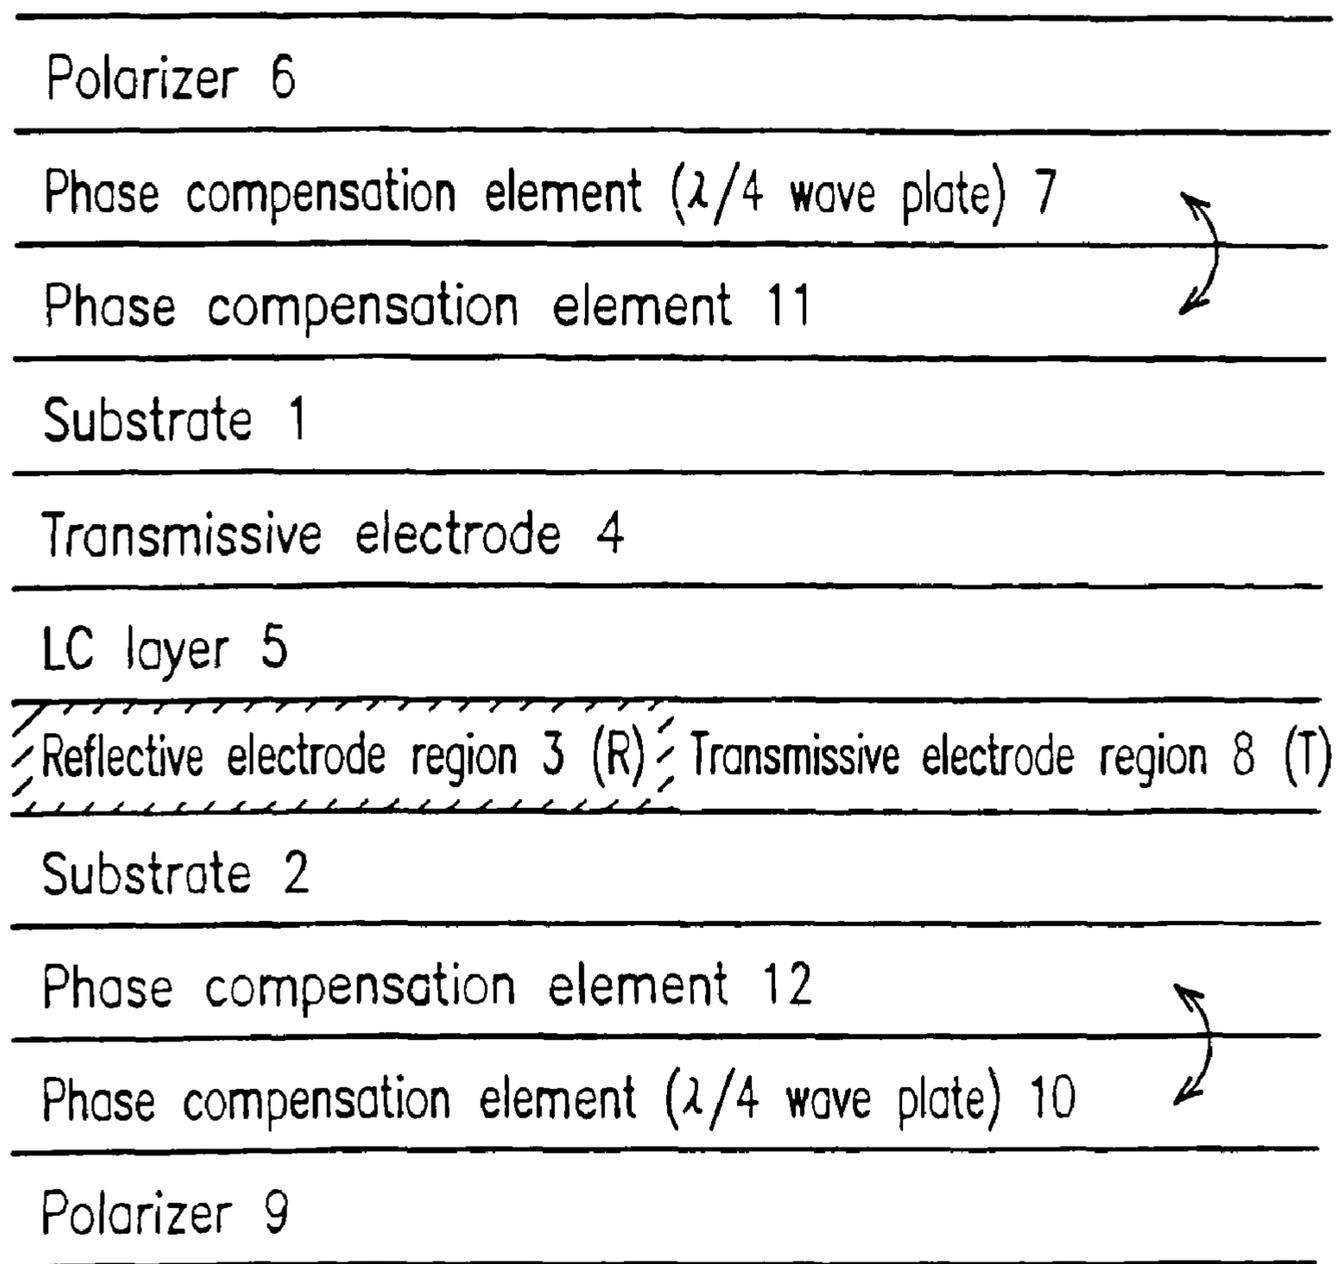 Polarizer 6
Phase compensation element (λ/4 wave plate) 7
Phase compensation element 11
Substrate 1
Transmissive electrode 4
LC layer 5
Reflective electrode region 3 (R) Transmissive electrode region 8 (T)
Substrate 2
Phase compensation element 12
Phase compensation element (λ/4 wave plate) 10
Polarizer 9